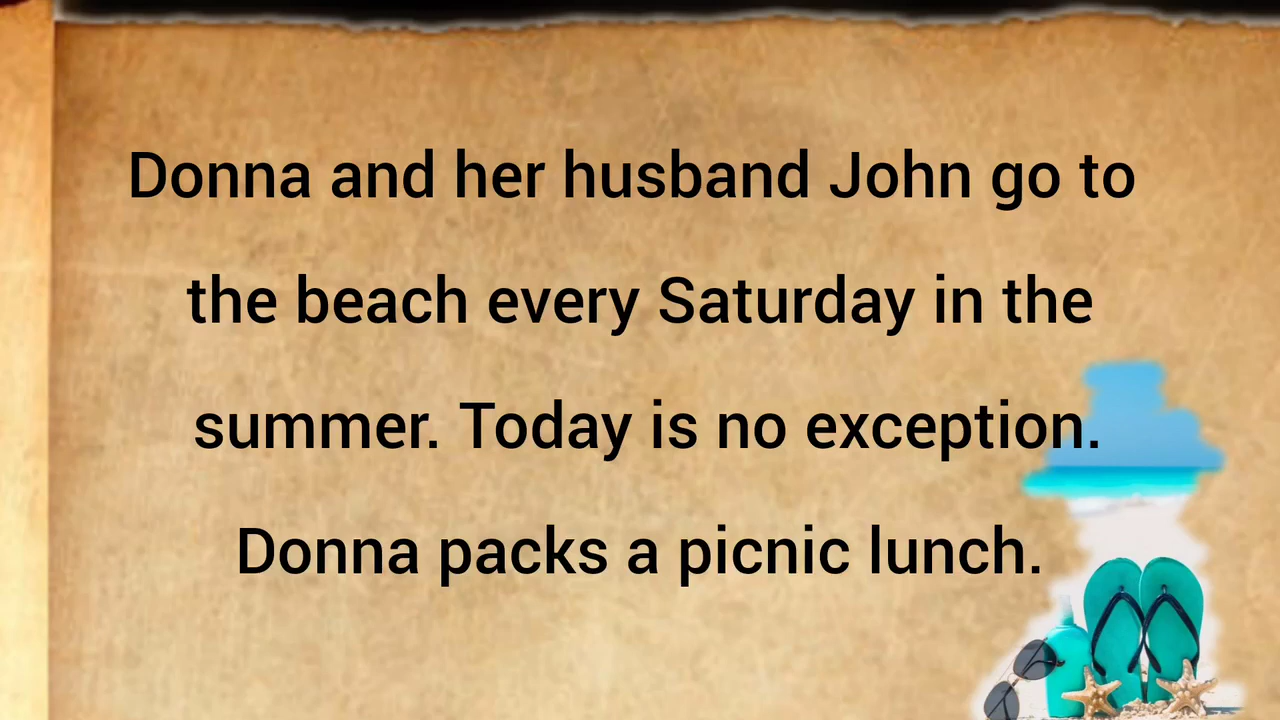 Donna and her husband John go to
the beach every Saturday in the
summer. Today is no exception.
Donna packs a picnic lunch.